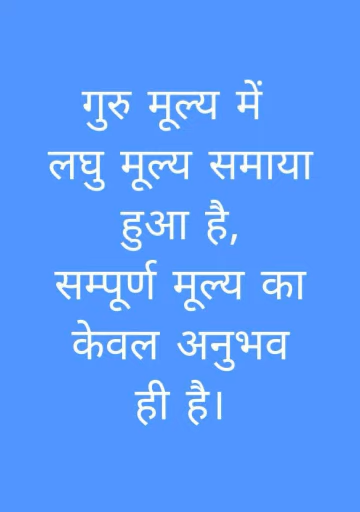 गुरु मूल्य में
लघु मूल्य समाया
हुआ है,
सम्पूर्ण मूल्य का
केवल अनुभव
ही है।